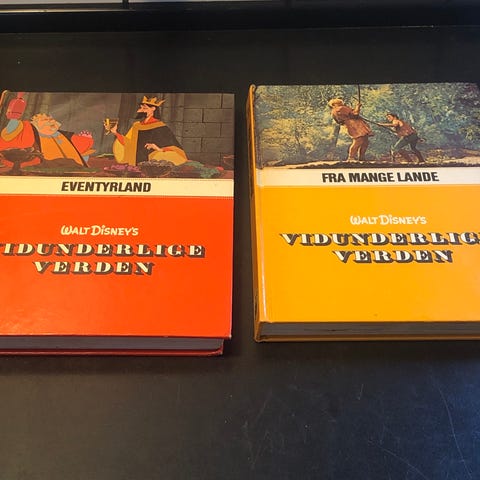 EVENTYRLAND
WALT DISNEY'S
VIDUNDERLIGE
VERDEN
FRA MANGE LANDE
WALT DISNEY'S
VIDUNDERLIGE
VERDEN